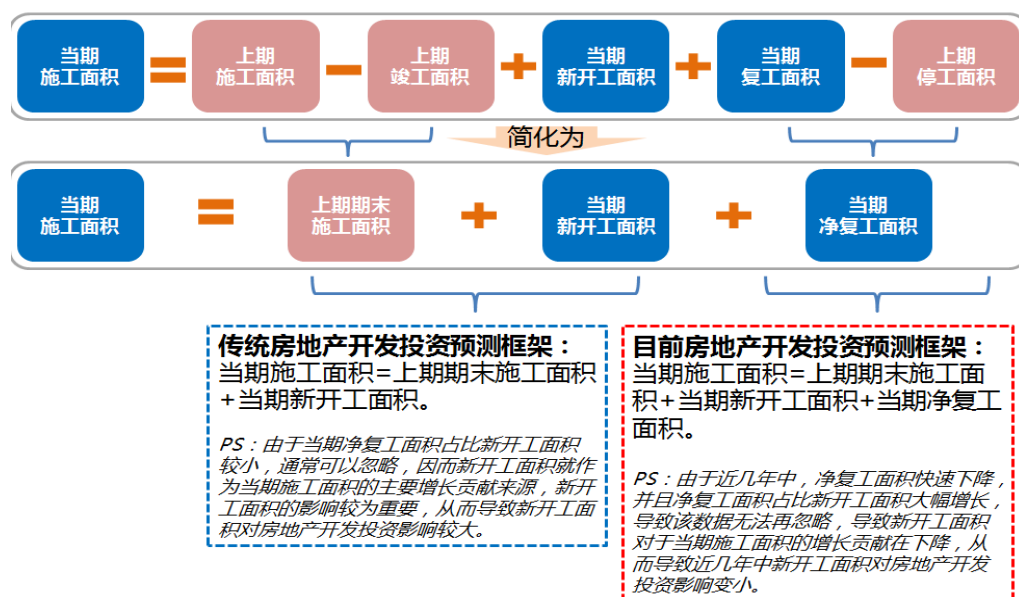 当期
施工面积
=
上期
施工面积
—
上期
竣工面积
+
当期
新开工面积
+
当期
复工面积
—
上期
停工面积
简化为
当期
施工面积
=
上期期末
施工面积
+
当期
新开工面积
+
当期
净复工面积
传统房地产开发投资预测框架：
当期施工面积=上期期末施工面积
+当期新开工面积。
PS：由于当期净复工面积占比新开工面积
较小，通常可以忽略，因而新开工面积就作
为当期施工面积的主要增长贡献来源，新开
工面积的影响较为重要，从而导致新开工面
积对房地产开发投资影响较大。
目前房地产开发投资预测框架：
当期施工面积=上期期末施工面
积+当期新开工面积+当期净复工
面积。
PS：由于近几年中，净复工面积快速下降，
并且净复工面积占比新开工面积大幅增长，
导致该数据无法再忽略，导致新开工面积
对于当期施工面积的增长贡献在下降，从
而导致近几年中新开工面积对房地产开发
投资影响变小。